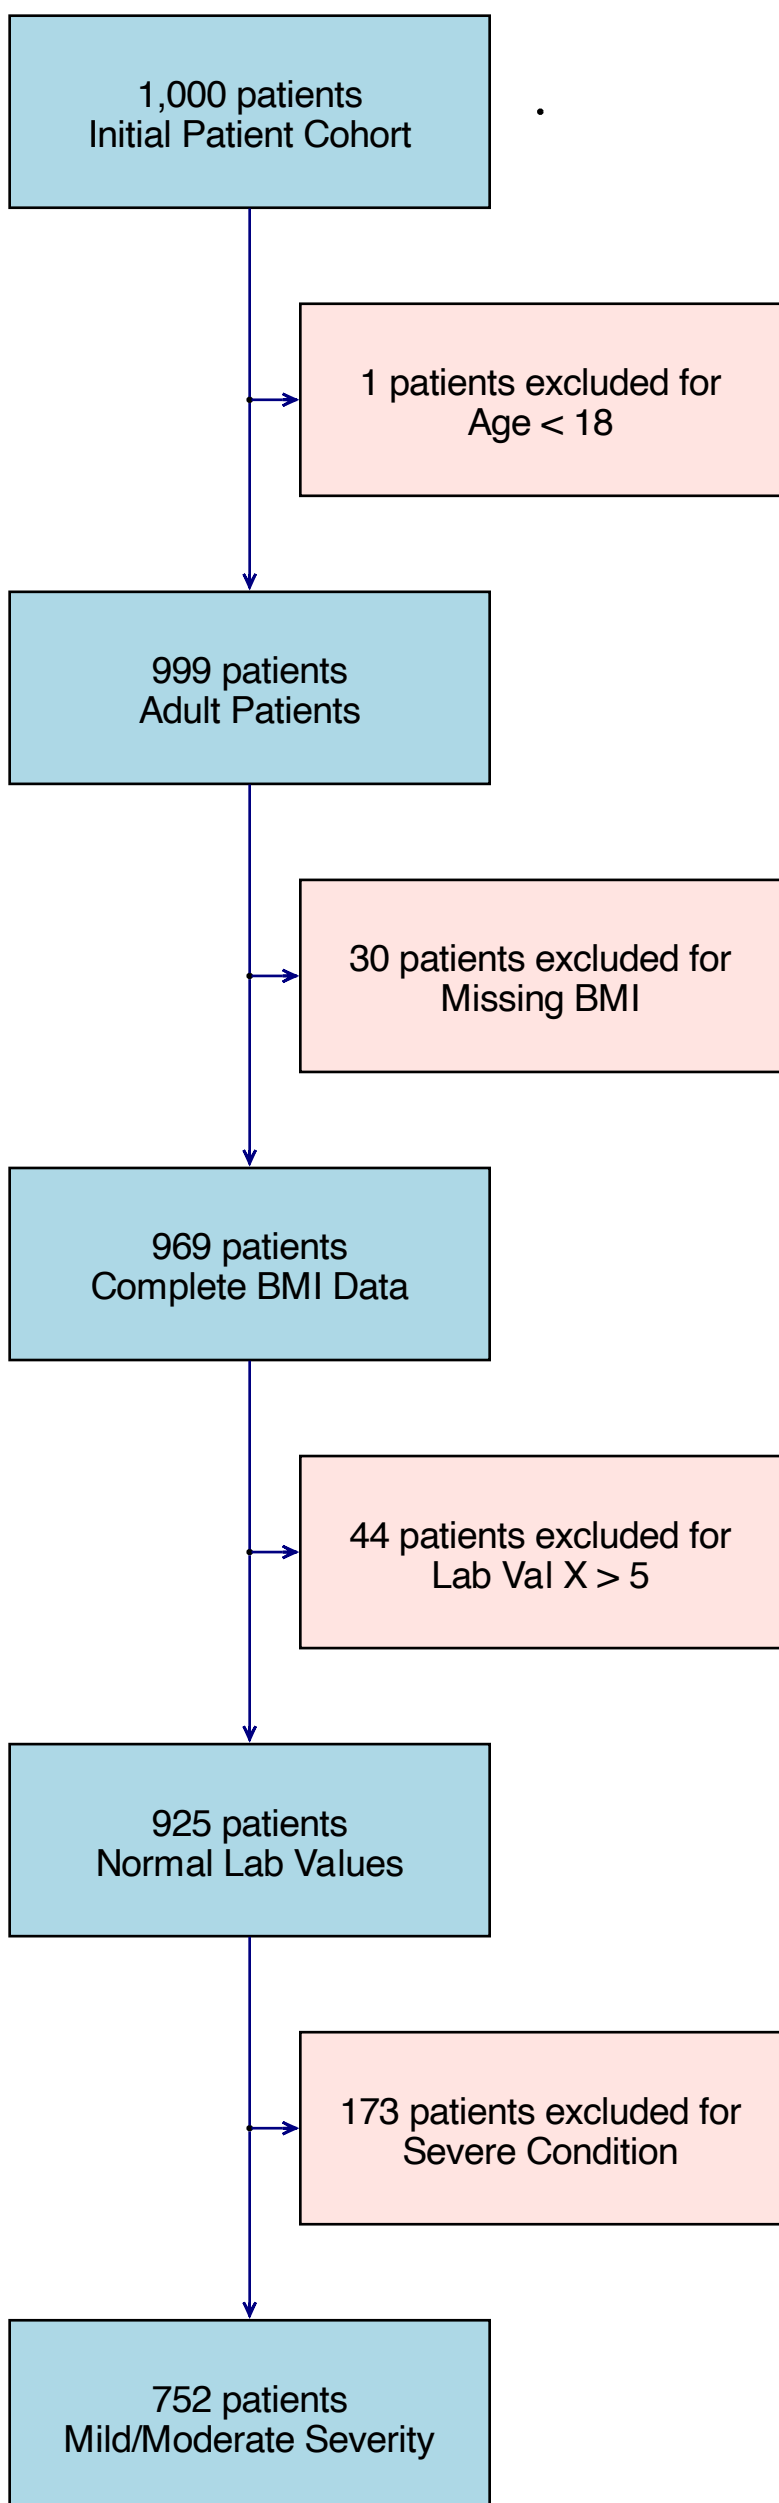 1,000 patients
Initial Patient Cohort
.
1 patients excluded for
Age < 18
999 patients
Adult Patients
30 patients excluded for
Missing BMI
969 patients
Complete BMI Data
44 patients excluded for
Lab Val X > 5
925 patients
Normal Lab Values
173 patients excluded for
Severe Condition
752 patients
Mild/Moderate Severity